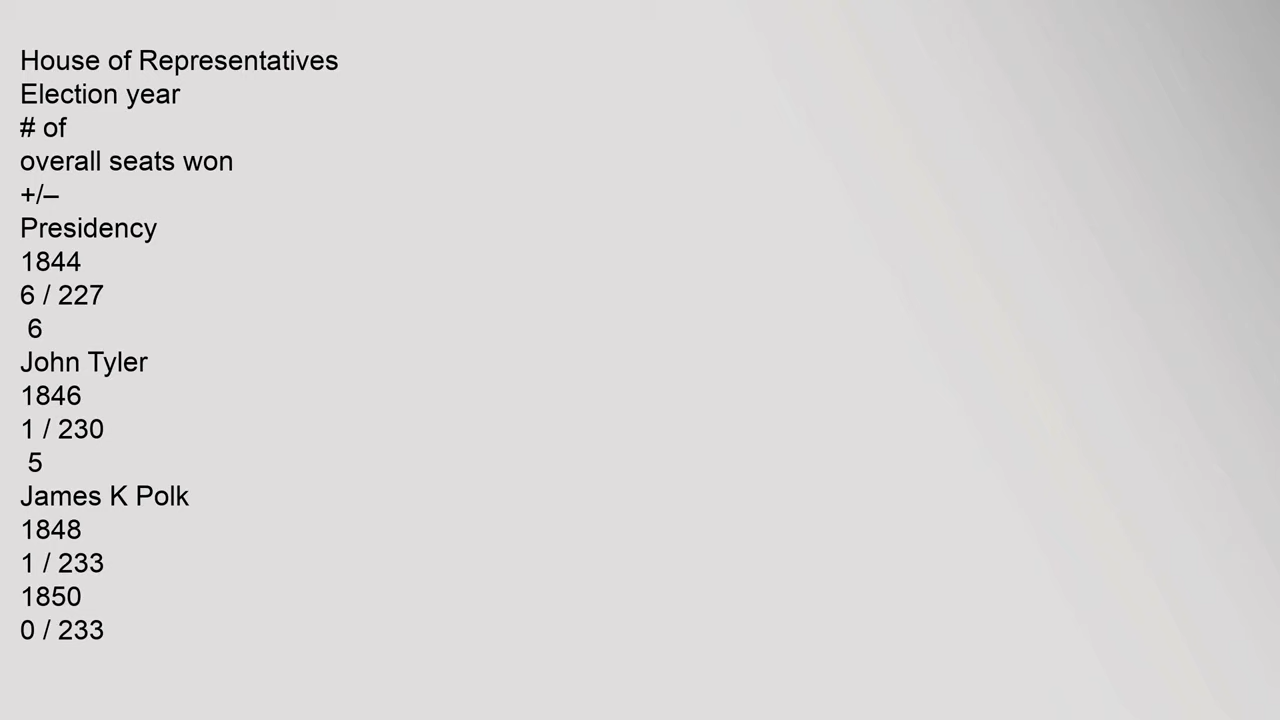 House of Representatives
Election year
# of
overall seats won
+/–
Presidency
1844
6 / 227
6
John Tyler
1846
1 / 230
5
James K Polk
1848
1 / 233
1850
0 / 233